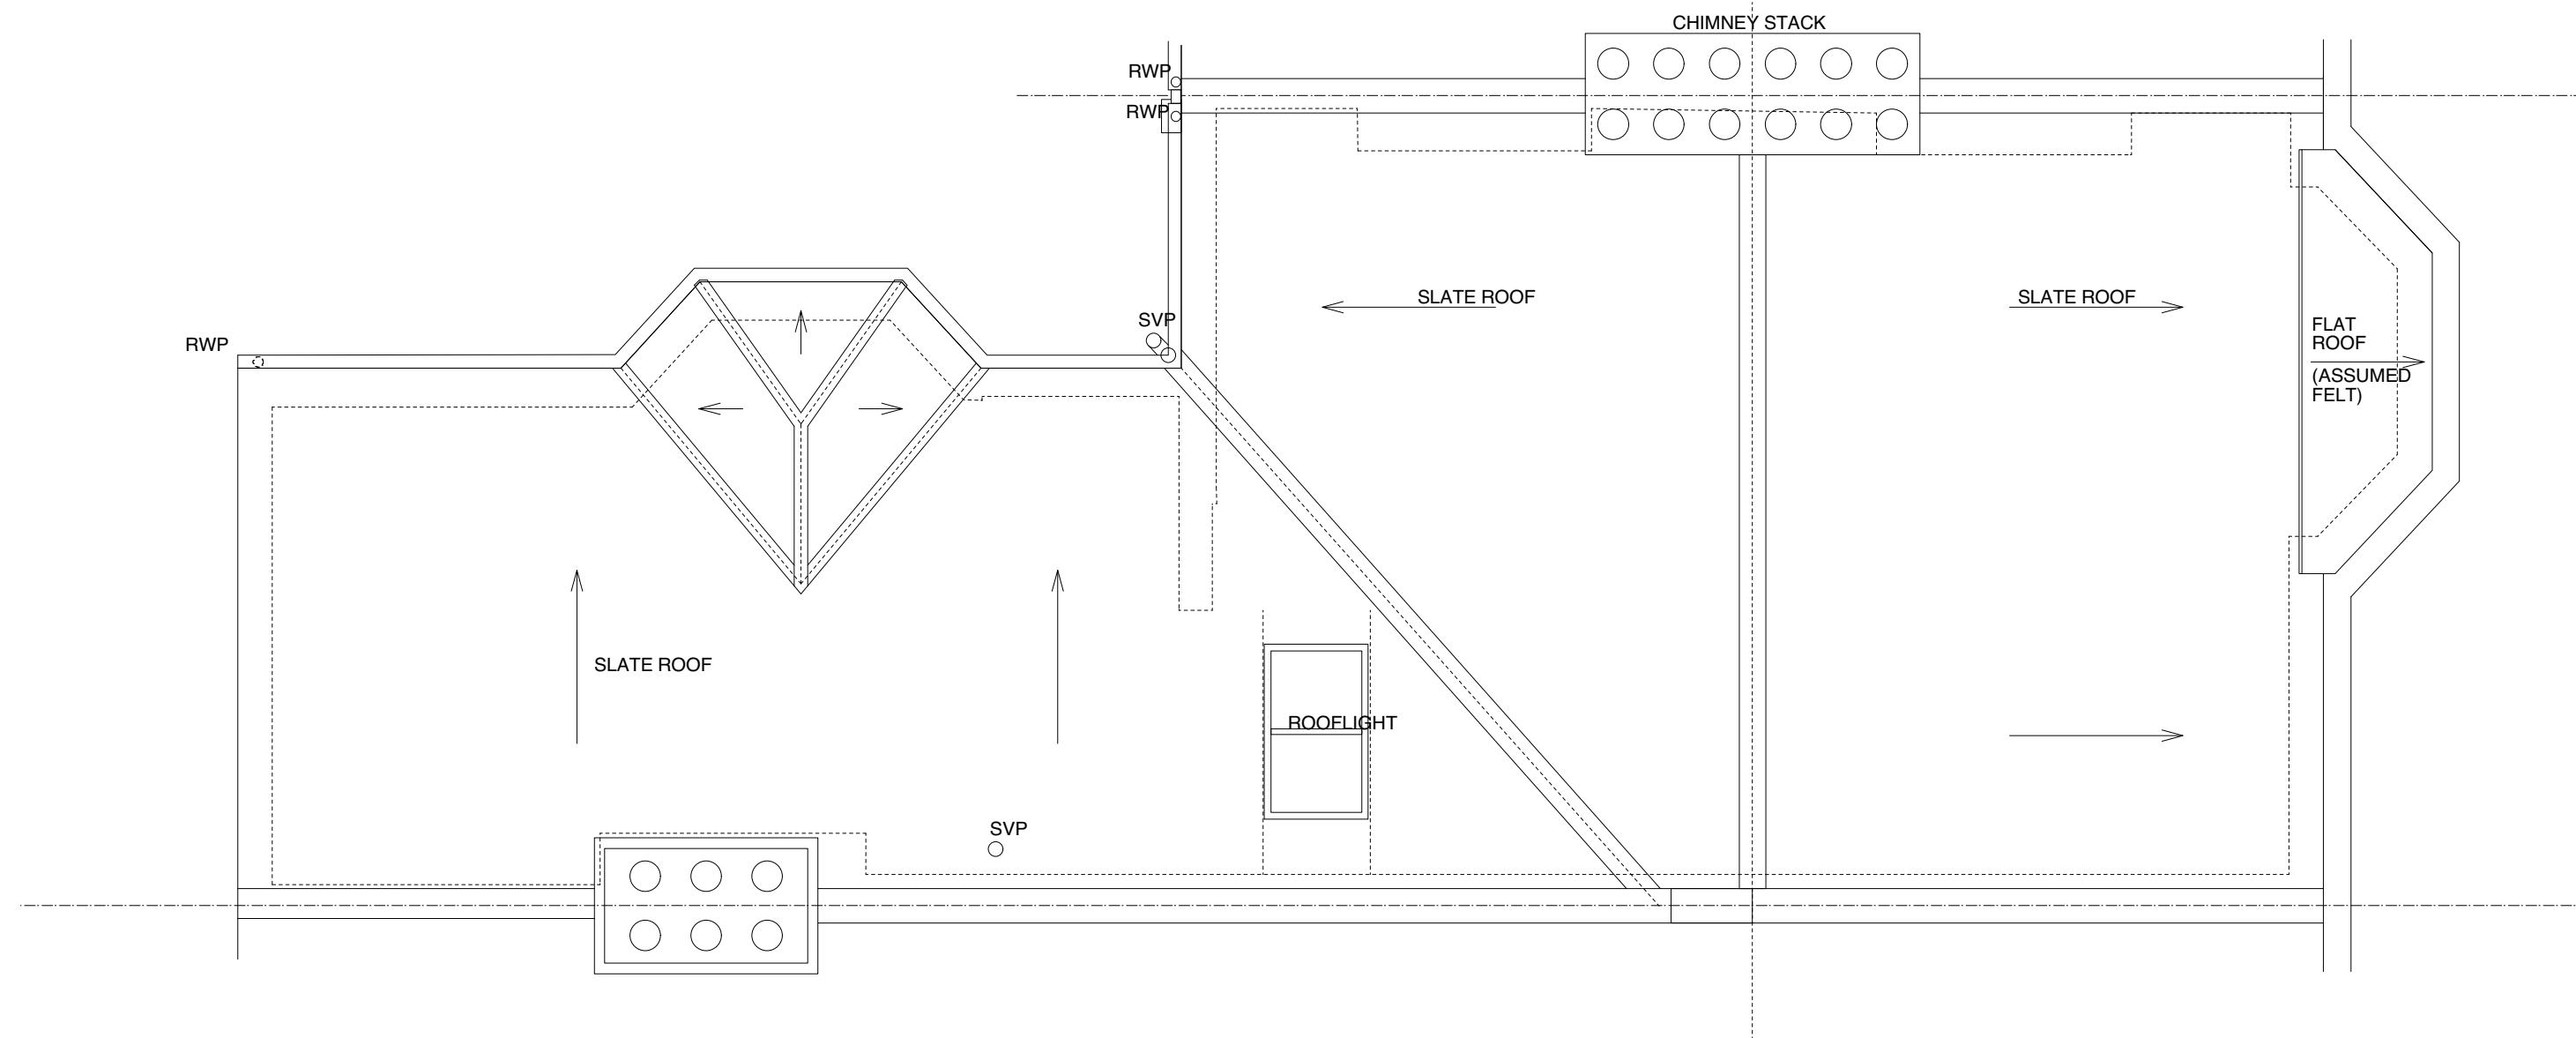 CHIMNEY STACK
RWP
RWP
SLATE ROOF
SLATE ROOF
SVP
FLAT
ROOF
(ASSUMED
FELT)
RWP
SLATE ROOF
ROOFLIGHT
SVP